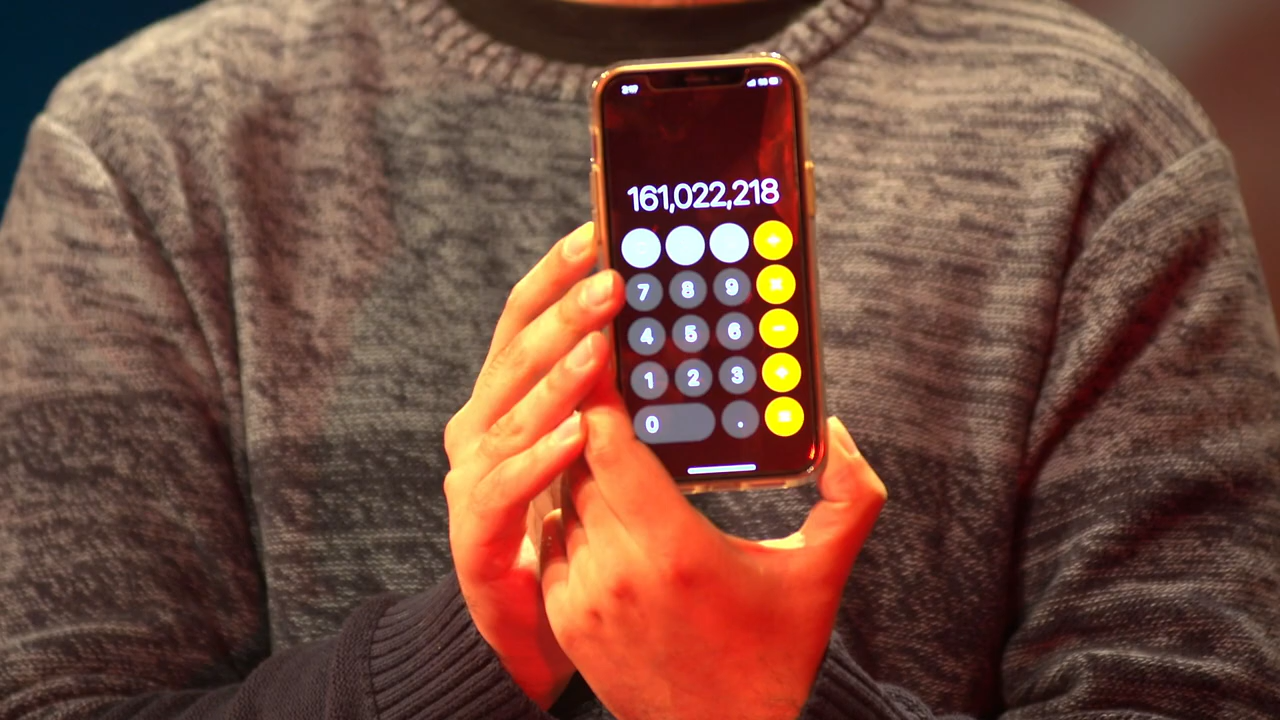 161,022,218
÷
7 8 9 ×
4 5 6 −
1 2 3 +
0 . =